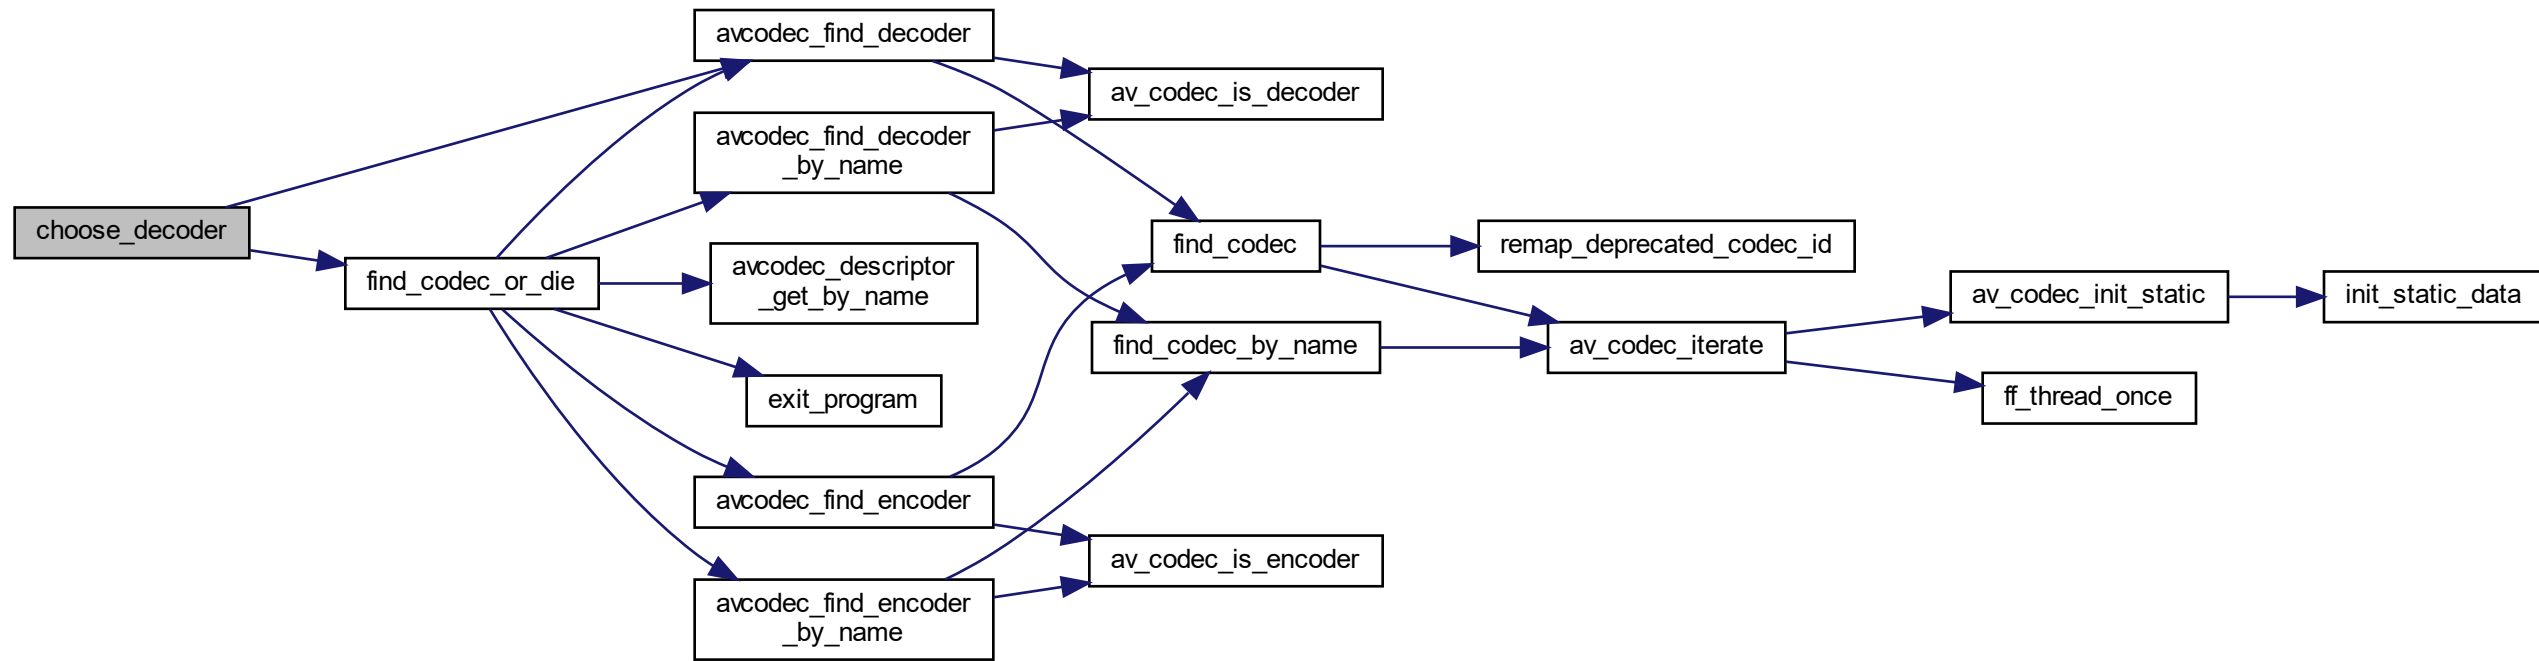 avcodec_find_decoder
av_codec_is_decoder
avcodec_find_decoder
_by_name
choose_decoder
find_codec
remap_deprecated_codec_id
find_codec_or_die
avcodec_descriptor
_get_by_name
av_codec_init_static
init_static_data
find_codec_by_name
av_codec_iterate
exit_program
ff_thread_once
avcodec_find_encoder
av_codec_is_encoder
avcodec_find_encoder
_by_name